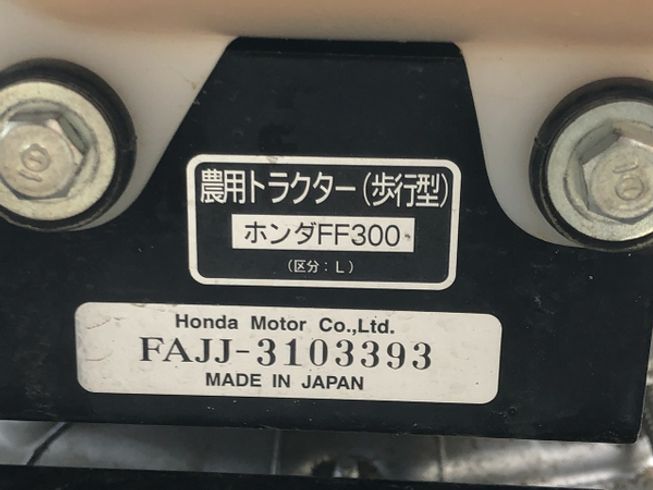 農用トラクター(歩行型)
ホンダFF300
(区分:L)
Honda Motor Co.,Ltd.
FAJJ-3103393
MADE IN JAPAN